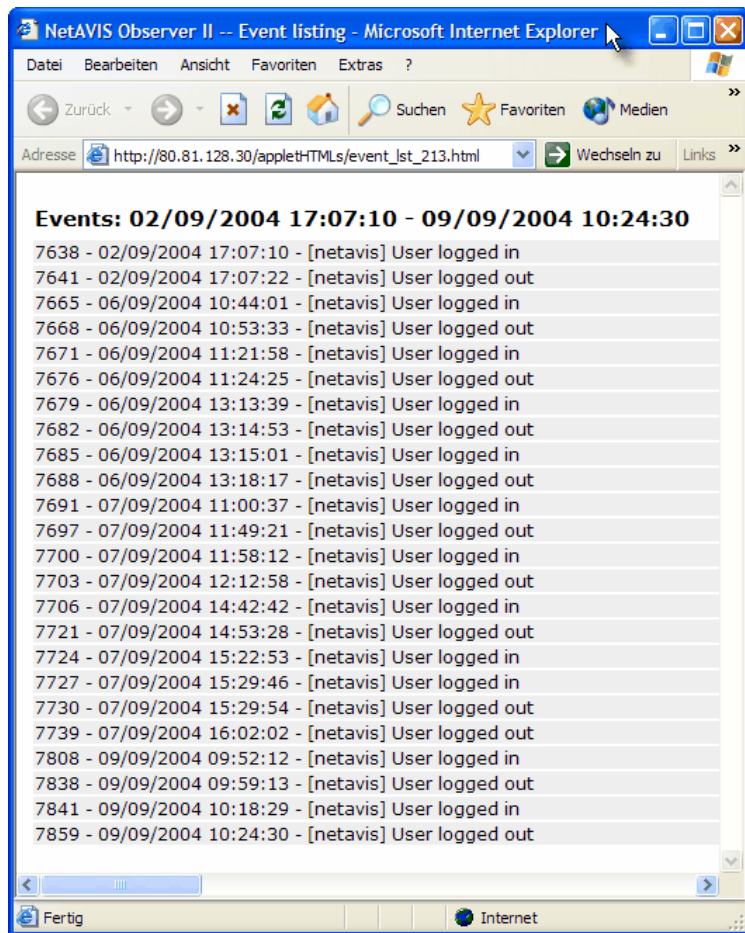 NetAVIS Observer II -- Event listing - Microsoft Internet Explorer
Datei Bearbeiten Ansicht Favoriten Extras ?
Zurück Suchen Favoriten Medien »
Adresse http://80.81.128.30/appletHTMLs/event_lst_213.html Wechseln zu Links »
Events: 02/09/2004 17:07:10 - 09/09/2004 10:24:30
7638 - 02/09/2004 17:07:10 - [netavis] User logged in
7641 - 02/09/2004 17:07:22 - [netavis] User logged out
7665 - 06/09/2004 10:44:01 - [netavis] User logged in
7668 - 06/09/2004 10:53:33 - [netavis] User logged out
7671 - 06/09/2004 11:21:58 - [netavis] User logged in
7676 - 06/09/2004 11:24:25 - [netavis] User logged out
7679 - 06/09/2004 13:13:39 - [netavis] User logged in
7682 - 06/09/2004 13:14:53 - [netavis] User logged out
7685 - 06/09/2004 13:15:01 - [netavis] User logged in
7688 - 06/09/2004 13:18:17 - [netavis] User logged out
7691 - 07/09/2004 11:00:37 - [netavis] User logged in
7697 - 07/09/2004 11:49:21 - [netavis] User logged out
7700 - 07/09/2004 11:58:12 - [netavis] User logged in
7703 - 07/09/2004 12:12:58 - [netavis] User logged out
7706 - 07/09/2004 14:42:42 - [netavis] User logged in
7721 - 07/09/2004 14:53:28 - [netavis] User logged out
7724 - 07/09/2004 15:22:53 - [netavis] User logged in
7727 - 07/09/2004 15:29:46 - [netavis] User logged in
7730 - 07/09/2004 15:29:54 - [netavis] User logged out
7739 - 07/09/2004 16:02:02 - [netavis] User logged out
7808 - 09/09/2004 09:52:12 - [netavis] User logged in
7838 - 09/09/2004 09:59:13 - [netavis] User logged out
7841 - 09/09/2004 10:18:29 - [netavis] User logged in
7859 - 09/09/2004 10:24:30 - [netavis] User logged out
Fertig Internet